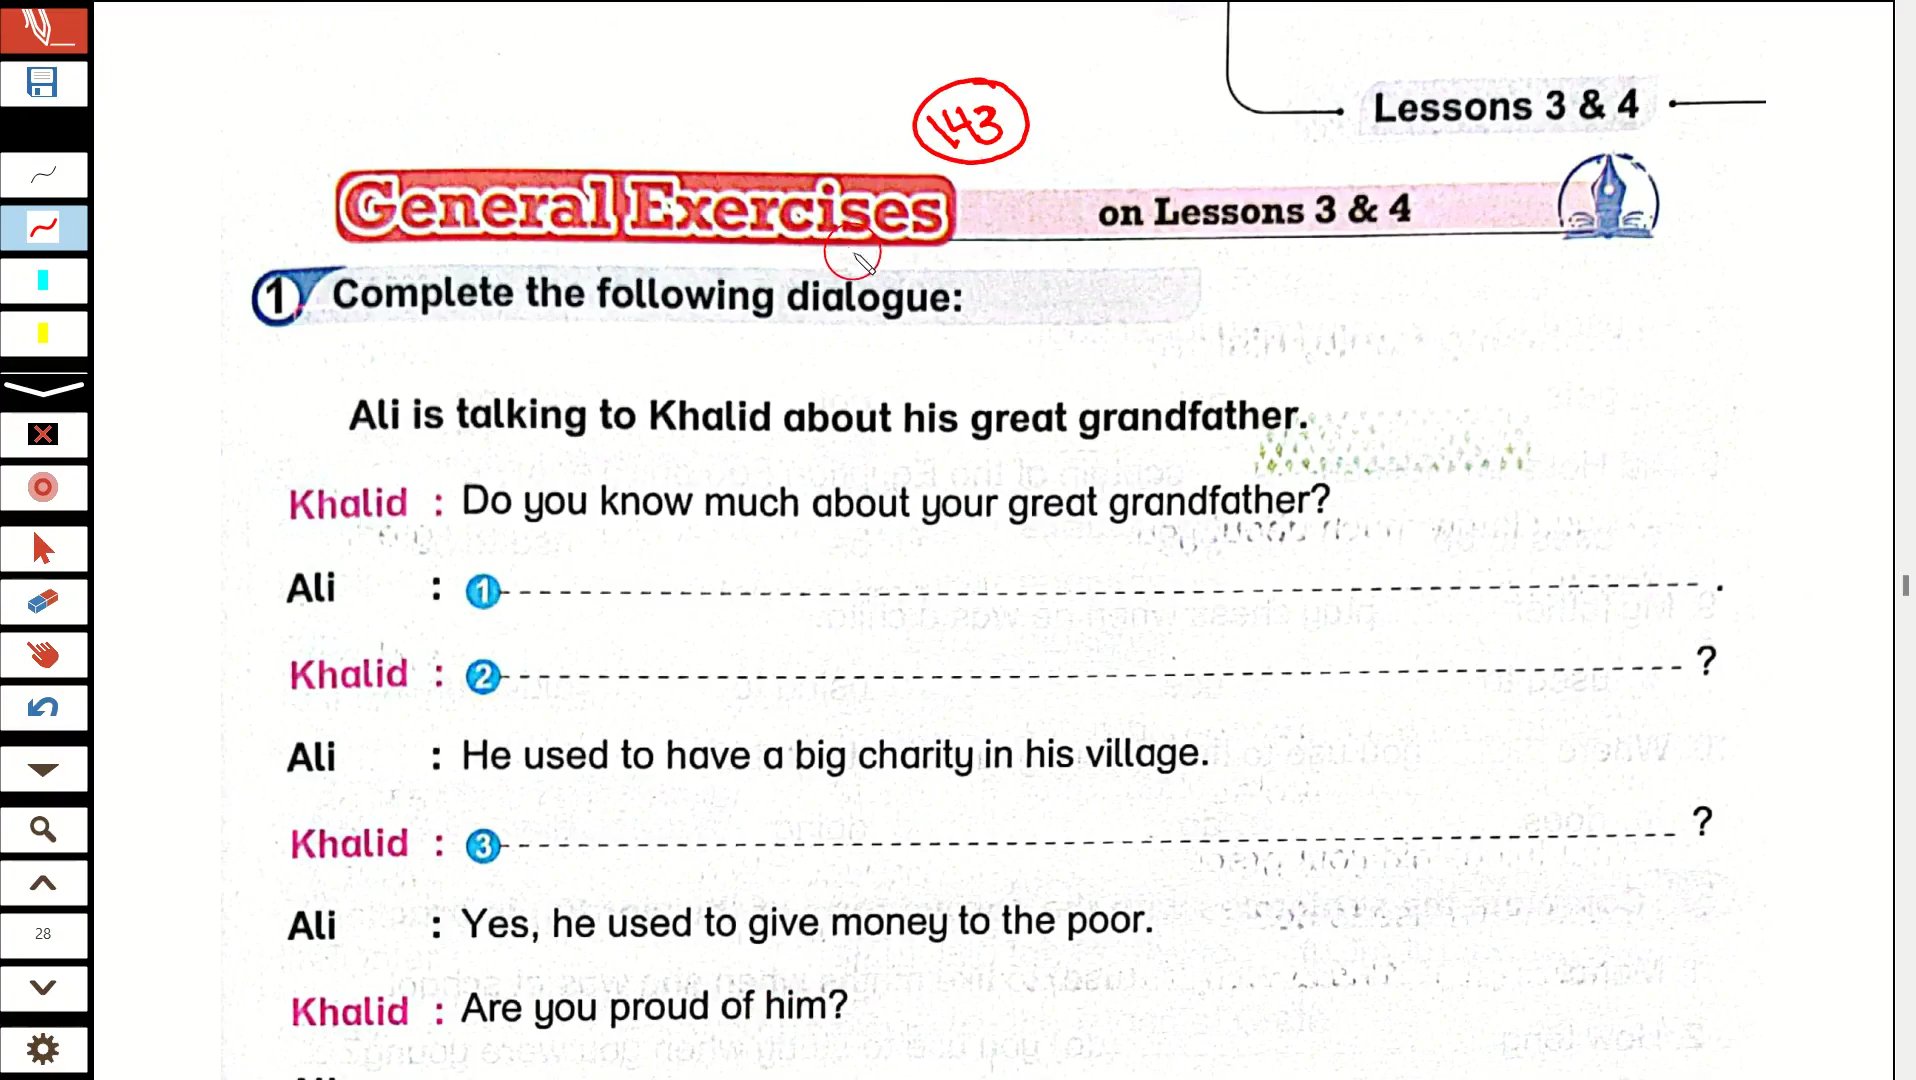 143
Lessons 3 & 4
General Exercises on Lessons 3 & 4
1 Complete the following dialogue:
Ali is talking to Khalid about his great grandfather.
Khalid : Do you know much about your great grandfather?
Ali : 1 .
Khalid : 2 ?
Ali : He used to have a big charity in his village.
Khalid : 3 ?
Ali : Yes, he used to give money to the poor.
Khalid : Are you proud of him?
28